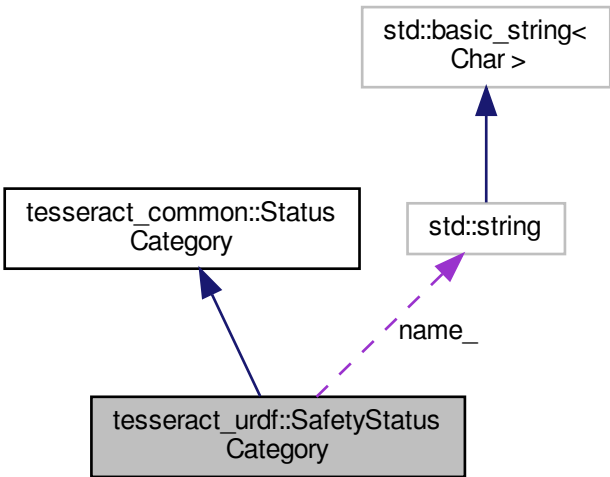 std::basic_string<
Char >
tesseract_common::Status
Category
std::string
name_
tesseract_urdf::SafetyStatus
Category